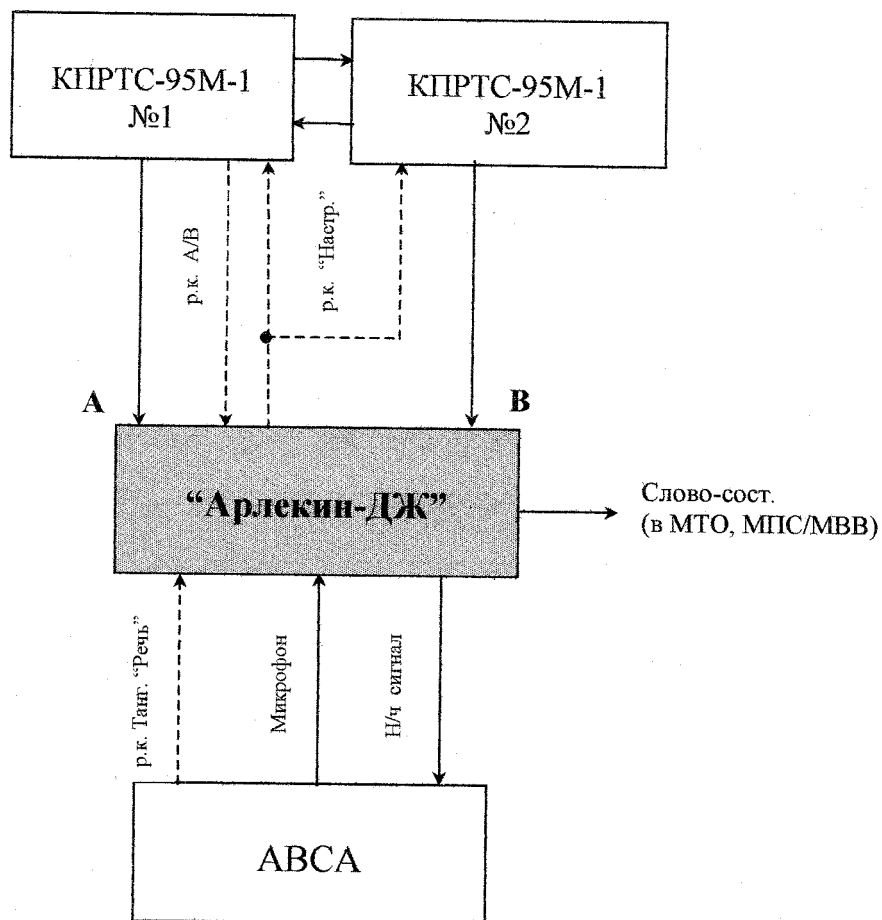 КПРТС-95М-1
№1
КПРТС-95М-1
№2
р.к. А/В
р.к. “Настр.”
А
В
“Арлекин-ДЖ”
Слово-сост.
(в МТО, МПС/МВВ)
р.к. Танг. “Речь”
Микрофон
Н/ч сигнал
АВСА